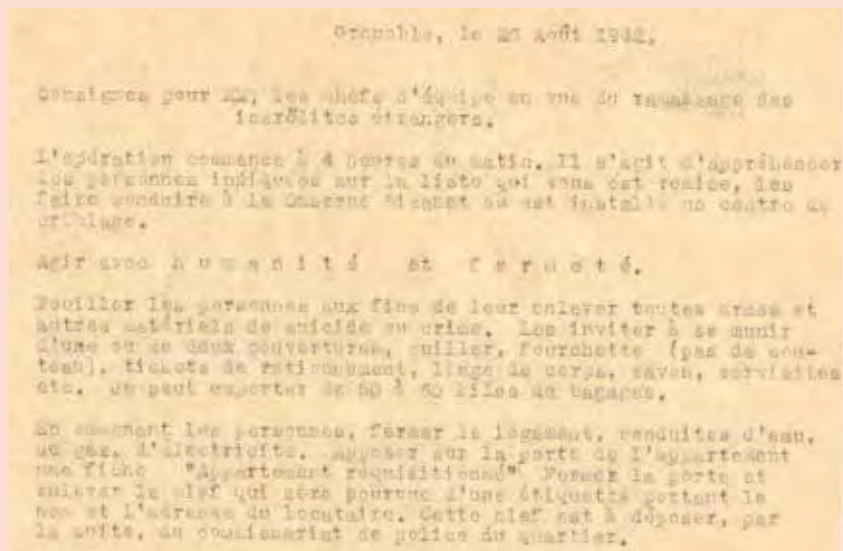 Grenoble, le 26 Août 1942.
Consignes pour MM, les chefs d'équipe en vue du ramassage des
israëlites étrangers.
L'opération commence à 4 heures du matin. Il s'agit d'appréhender
les personnes indiquées sur la liste qui vous est remise, les
faire conduire à la Caserne Bizanet où est installé un centre de
criblage.
Agir avec h u m a n i t é et f e r m e t é.
Fouiller les personnes aux fins de leur enlever toutes armes et
autres matériels de suicide ou crime. Les inviter à se munir
d'une ou de deux couvertures, cuiller, fourchette (pas de cou-
teau), tickets de rationnement, linge de corps, savon, serviettes
etc. On peut emporter de 50 à 60 kilos de bagages.
En emmenant les personnes, fermer le logement, conduites d'eau,
de gaz, d'électricité. Apposer sur la porte de l'appartement
une fiche "Appartement réquisitionné" Fermer la porte et
enlever la clef qui sera pourvue d'une étiquette portant le
nom et l'adresse du locataire. Cette clef est à déposer, par
la suite, au commissariat de police du quartier.